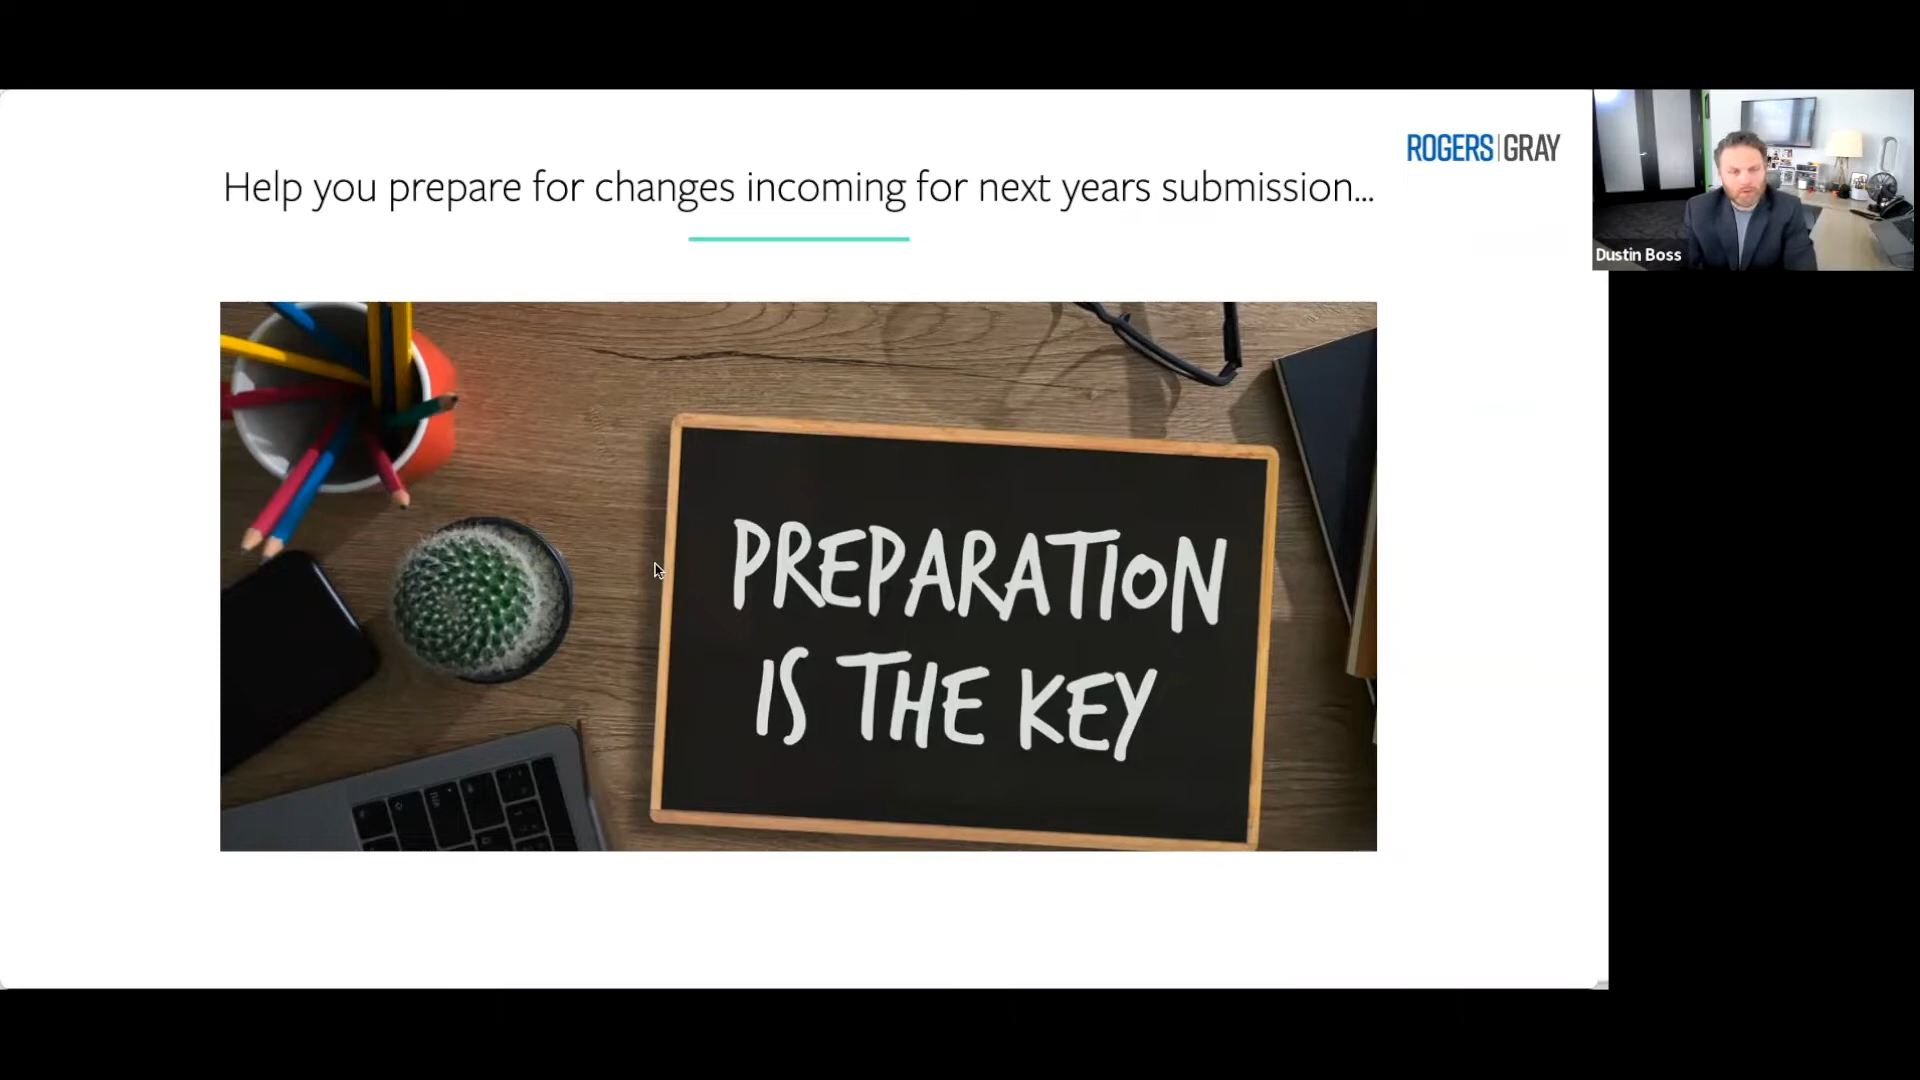 ROGERS|GRAY
Help you prepare for changes incoming for next years submission...
Dustin Boss
PREPARATION
IS THE KEY